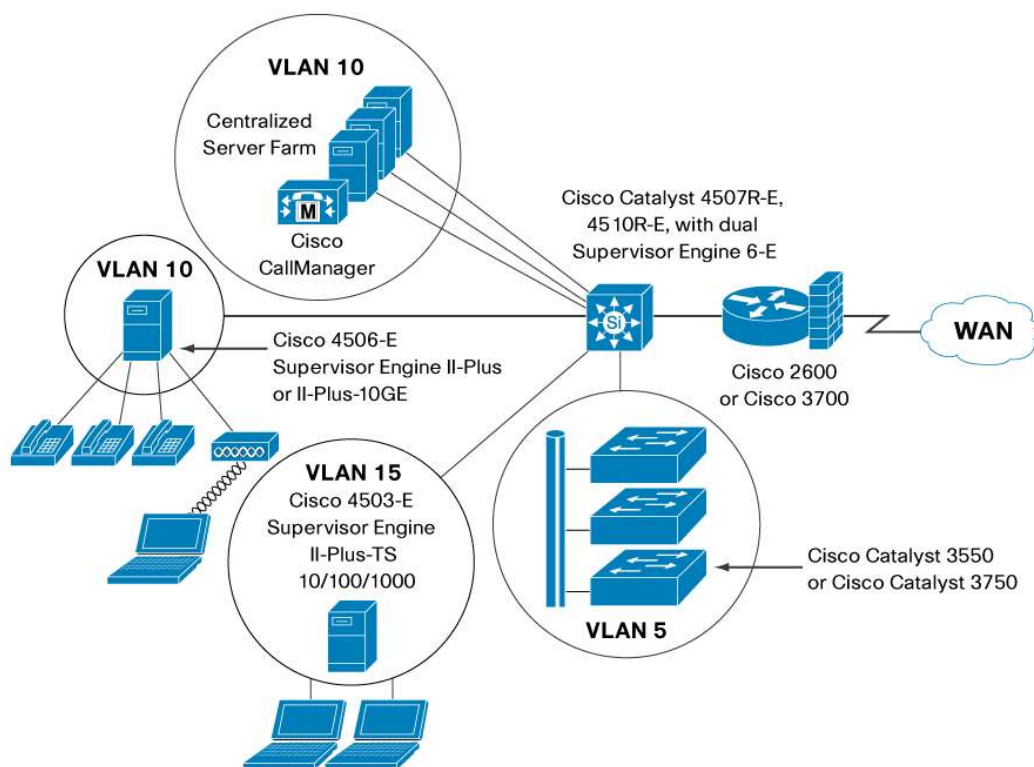 VLAN 10
Centralized
Server Farm
M
Cisco
CallManager
Cisco Catalyst 4507R-E,
4510R-E, with dual
Supervisor Engine 6-E
VLAN 10
Si
WAN
Cisco 4506-E
Supervisor Engine II-Plus
or II-Plus-10GE
Cisco 2600
or Cisco 3700
VLAN 15
Cisco 4503-E
Supervisor Engine
II-Plus-TS
10/100/1000
Cisco Catalyst 3550
or Cisco Catalyst 3750
VLAN 5